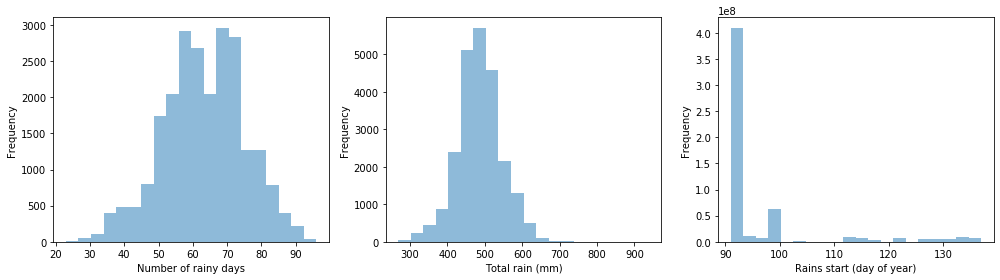 3000
2500
2000
1500
1000
500
0
Frequency
20 30 40 50 60 70 80 90
Number of rainy days
5000
4000
3000
2000
1000
0
Frequency
300 400 500 600 700 800 900
Total rain (mm)
1e8
4.0
3.5
3.0
2.5
2.0
1.5
1.0
0.5
0.0
Frequency
90 100 110 120 130
Rains start (day of year)